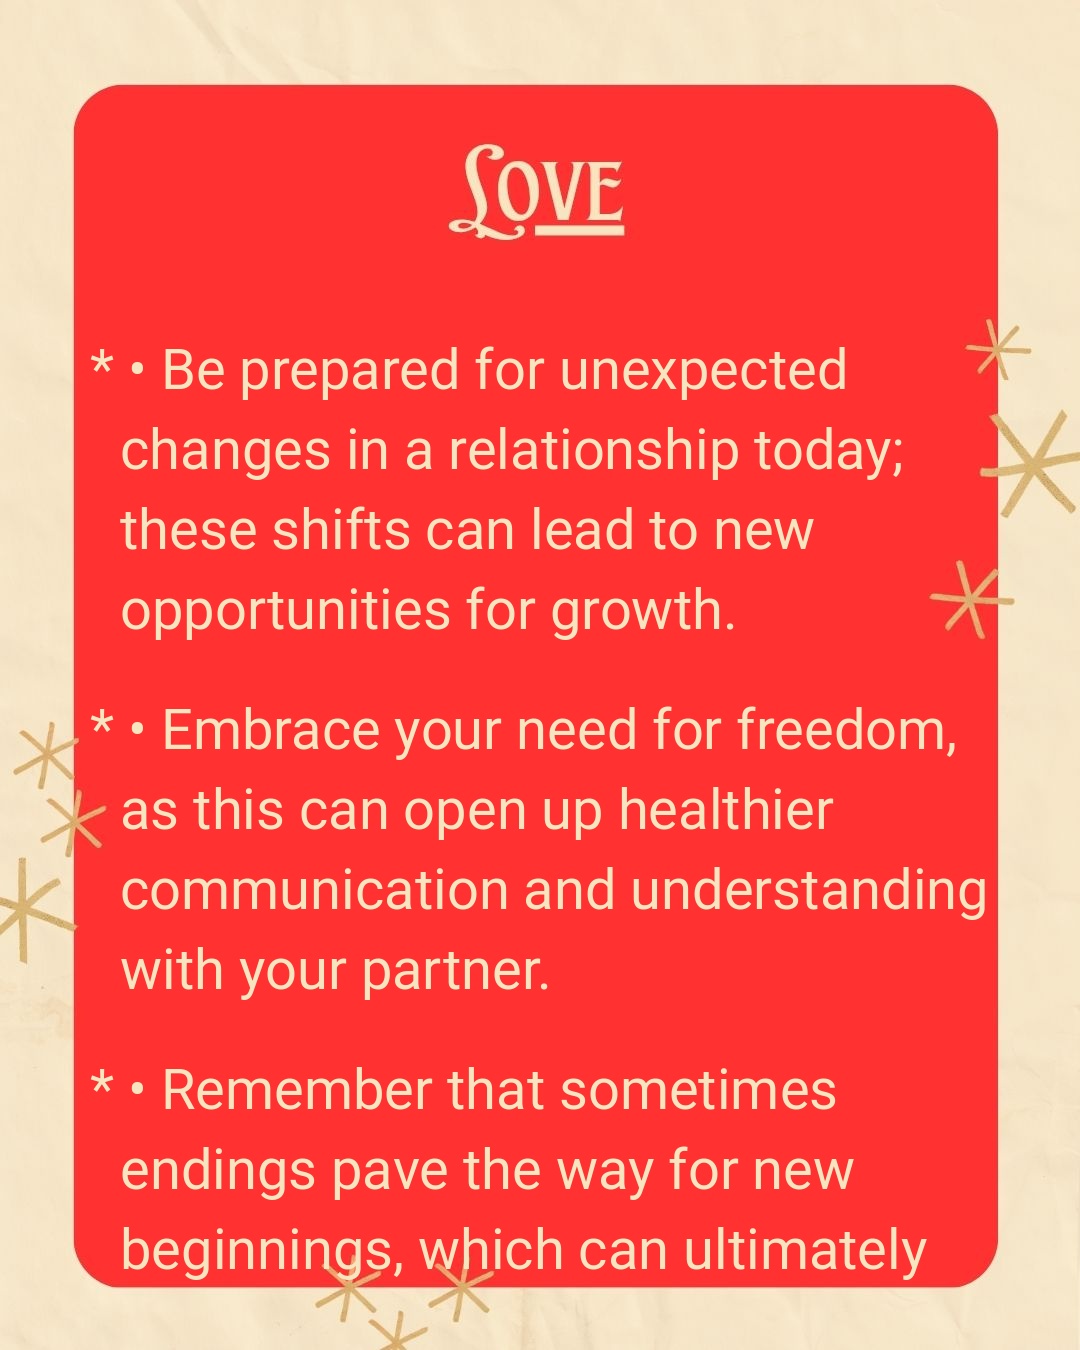 Love
* • Be prepared for unexpected
changes in a relationship today;
these shifts can lead to new
opportunities for growth.
* • Embrace your need for freedom,
as this can open up healthier
communication and understanding
with your partner.
* • Remember that sometimes
endings pave the way for new
beginnings, which can ultimately